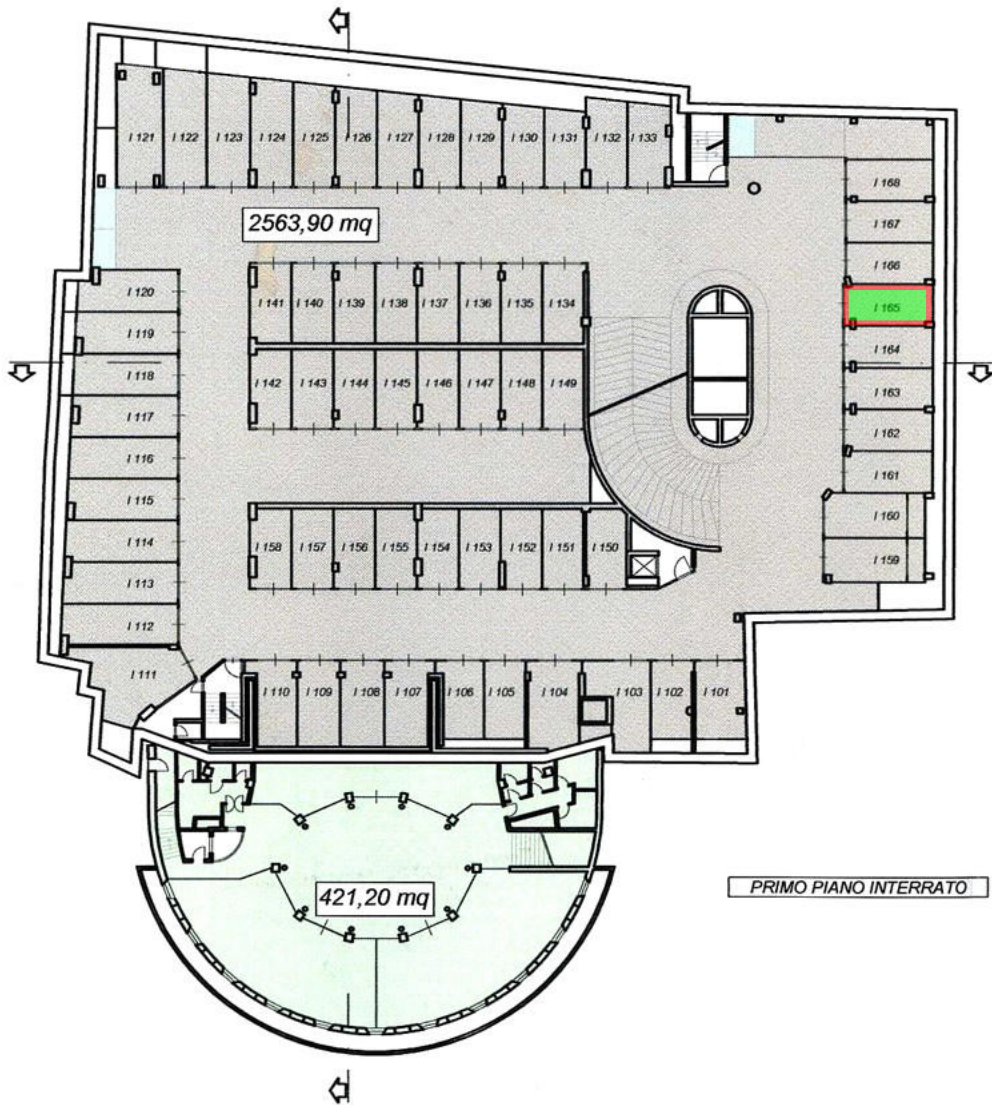 I 121 I 122 I 123 I 124 I 125 I 126 I 127 I 128 I 129 I 130 I 131 I 132 I 133
I 168
I 167
2563,90 mq
I 166
I 120
I 141 I 140 I 139 I 138 I 137 I 136 I 135 I 134
I 165
I 119
I 164
I 118
I 142 I 143 I 144 I 145 I 146 I 147 I 148 I 149
I 163
I 117
I 162
I 116
I 161
I 115
I 160
I 114
I 158 I 157 I 156 I 155 I 154 I 153 I 152 I 151 I 150
I 159
I 113
I 112
I 111
I 110 I 109 I 108 I 107 I 106 I 105 I 104 I 103 I 102 I 101
PRIMO PIANO INTERRATO
421,20 mq